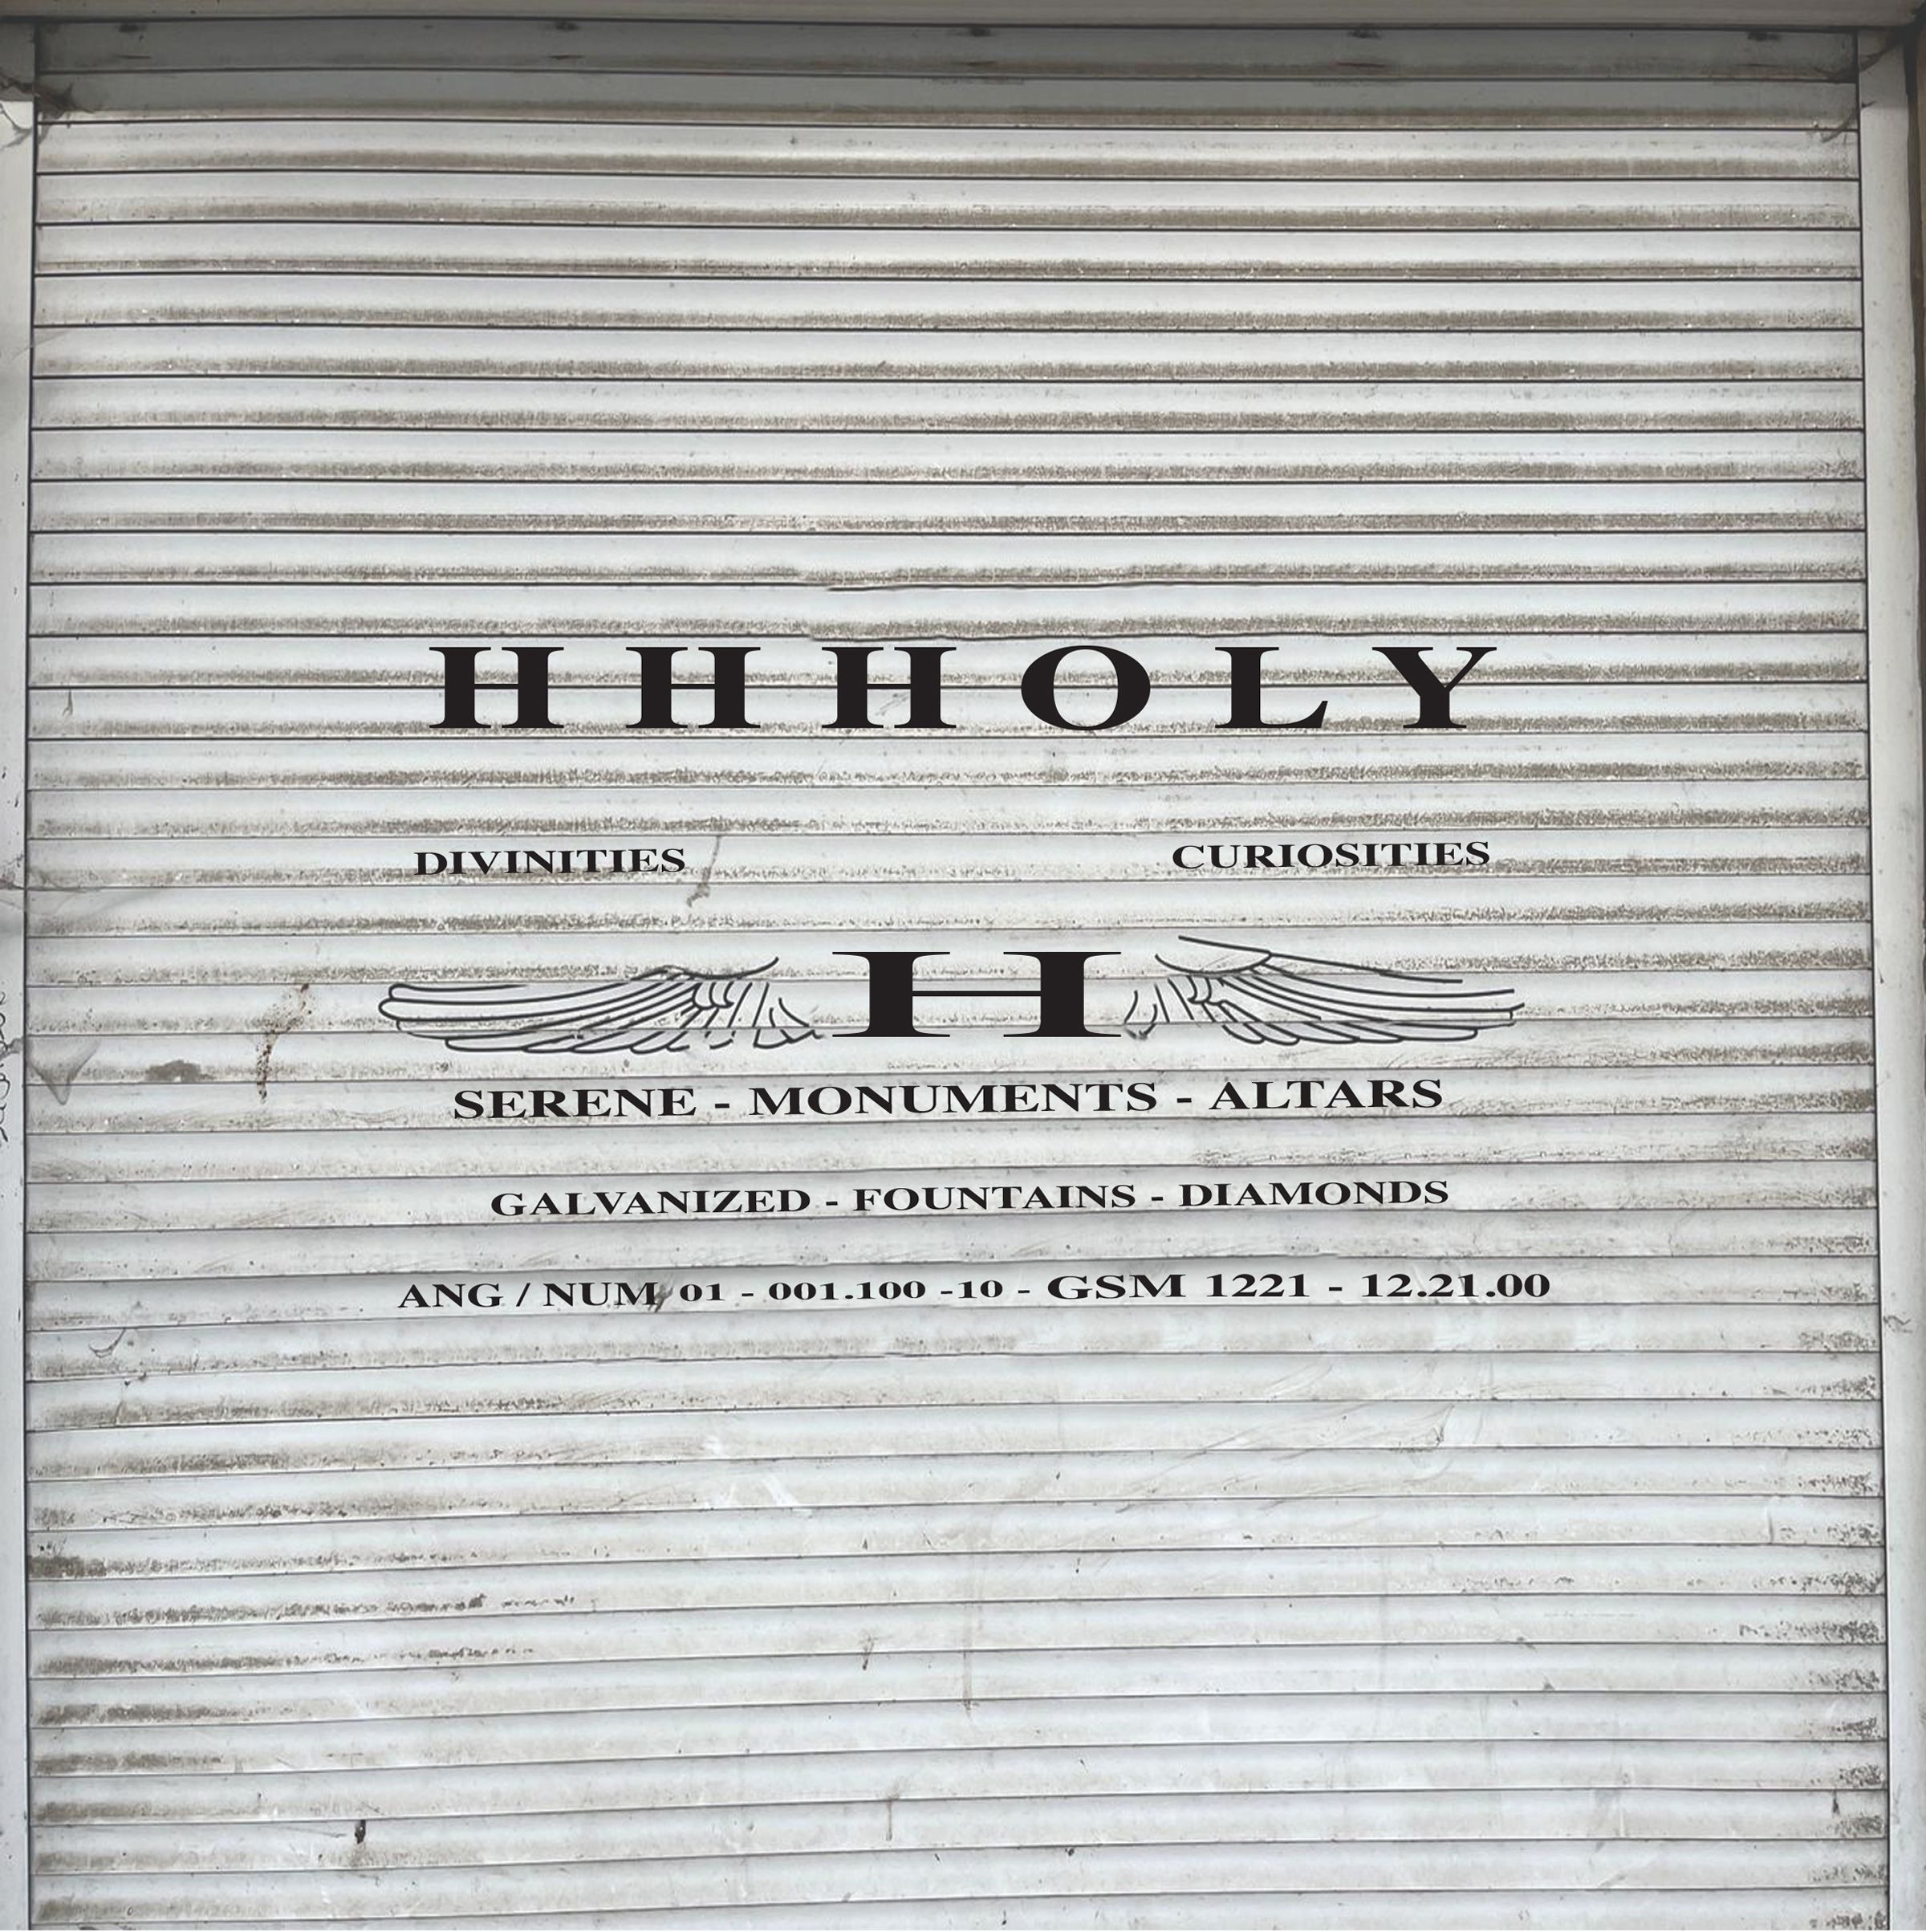 H H H O L Y
DIVINITIES CURIOSITIES
H
SERENE - MONUMENTS - ALTARS
GALVANIZED - FOUNTAINS - DIAMONDS
ANG / NUM 01 - 001.100 -10 - GSM 1221 - 12.21.00